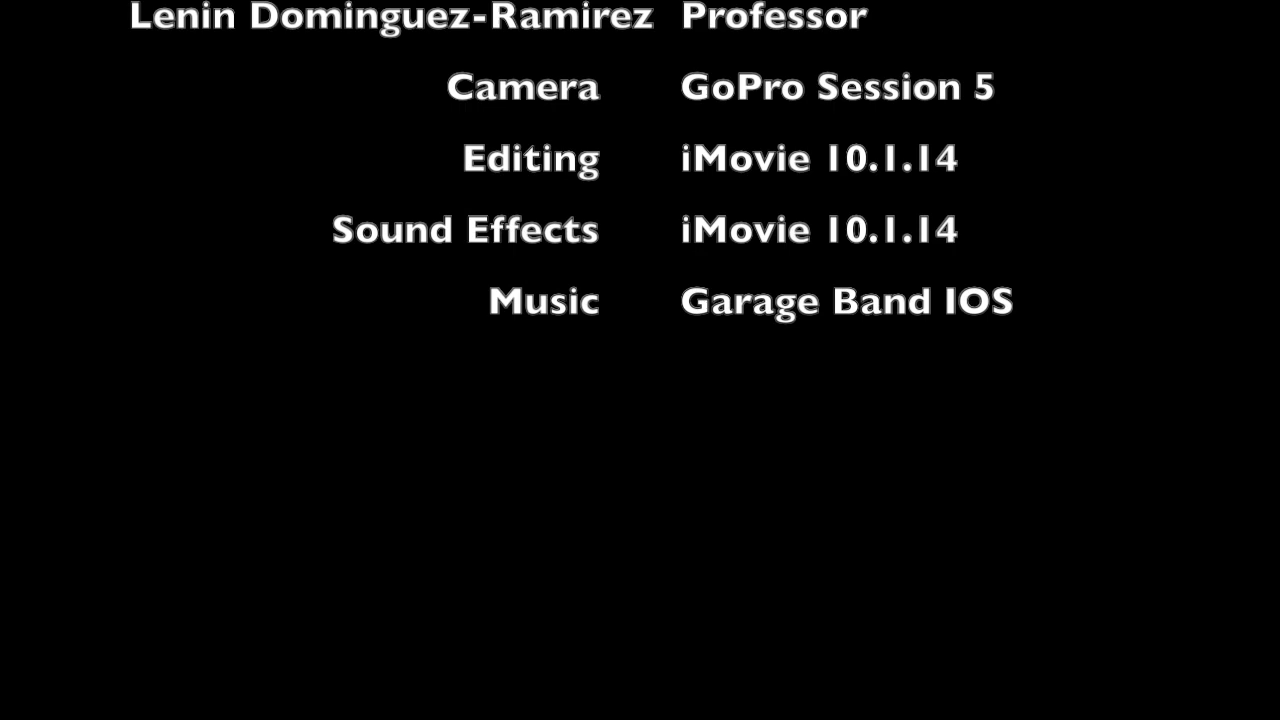 Lenin Dominguez-Ramirez Professor
Camera GoPro Session 5
Editing iMovie 10.1.14
Sound Effects iMovie 10.1.14
Music Garage Band IOS